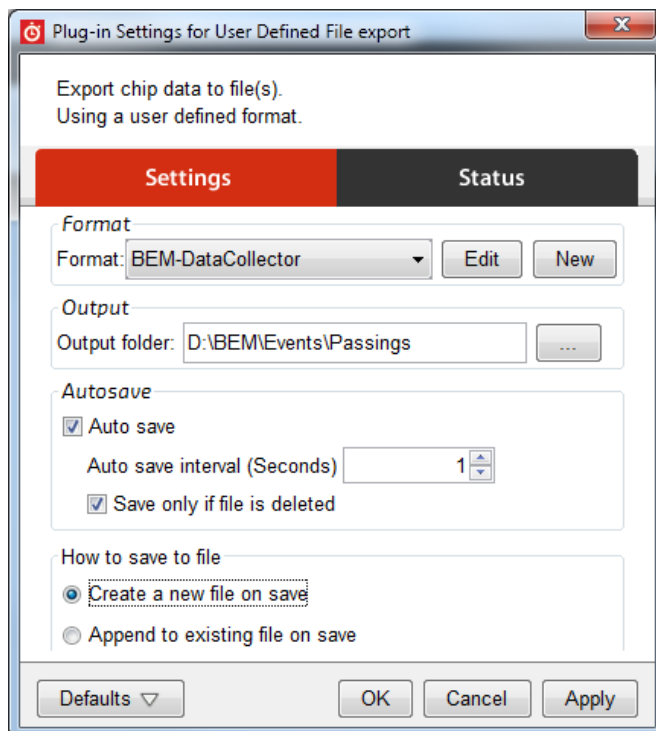 Plug-in Settings for User Defined File export
Export chip data to file(s).
Using a user defined format.
Settings Status
Format
Format: BEM-DataCollector Edit New
Output
Output folder: D:\BEM\Events\Passings ...
Autosave
Auto save
Auto save interval (Seconds) 1
Save only if file is deleted
How to save to file
Create a new file on save
Append to existing file on save
Defaults OK Cancel Apply